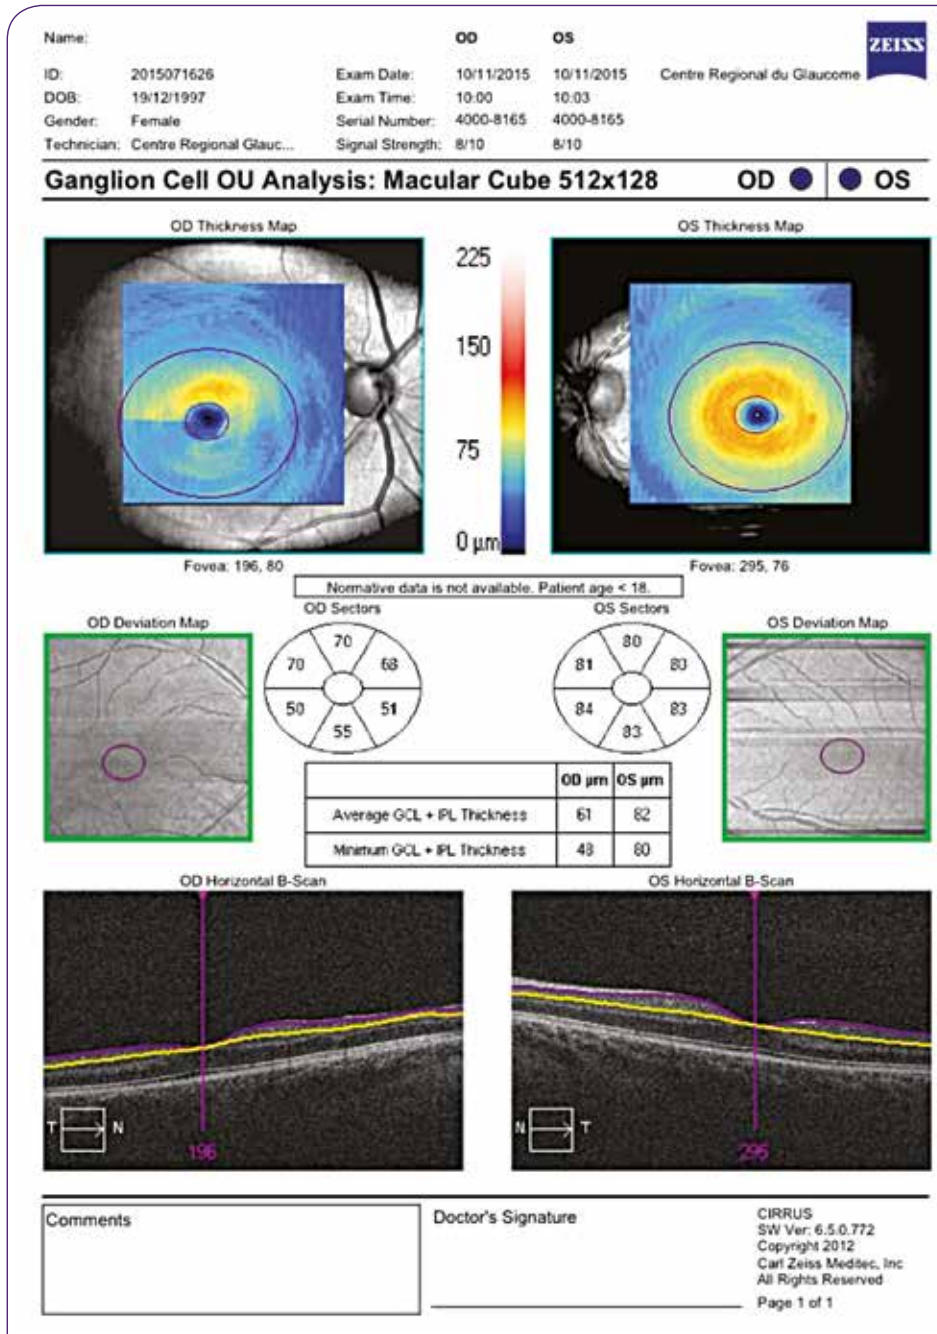 Name: OD OS
ZEISS
ID: 2015071626 Exam Date: 10/11/2015 10/11/2015 Centre Regional du Glaucome
DOB: 19/12/1997 Exam Time: 10:00 10:03
Gender: Female Serial Number: 4000-8165 4000-8165
Technician: Centre Regional Glauc... Signal Strength: 8/10 8/10
Ganglion Cell OU Analysis: Macular Cube 512x128 OD OS
OD Thickness Map OS Thickness Map
225
150
75
0 µm
Fovea: 196, 80 Fovea: 295, 76
Normative data is not available. Patient age < 18.
OD Sectors OS Sectors
OD Deviation Map OS Deviation Map
70 80
70 68 81 80
50 51 84 83
55 83
OD µm OS µm
Average GCL + IPL Thickness 61 82
Minimum GCL + IPL Thickness 48 80
OD Horizontal B-Scan OS Horizontal B-Scan
T N N T
196 295
Comments Doctor's Signature CIRRUS
SW Ver: 6.5.0.772
Copyright 2012
Carl Zeiss Meditec, Inc
All Rights Reserved
Page 1 of 1